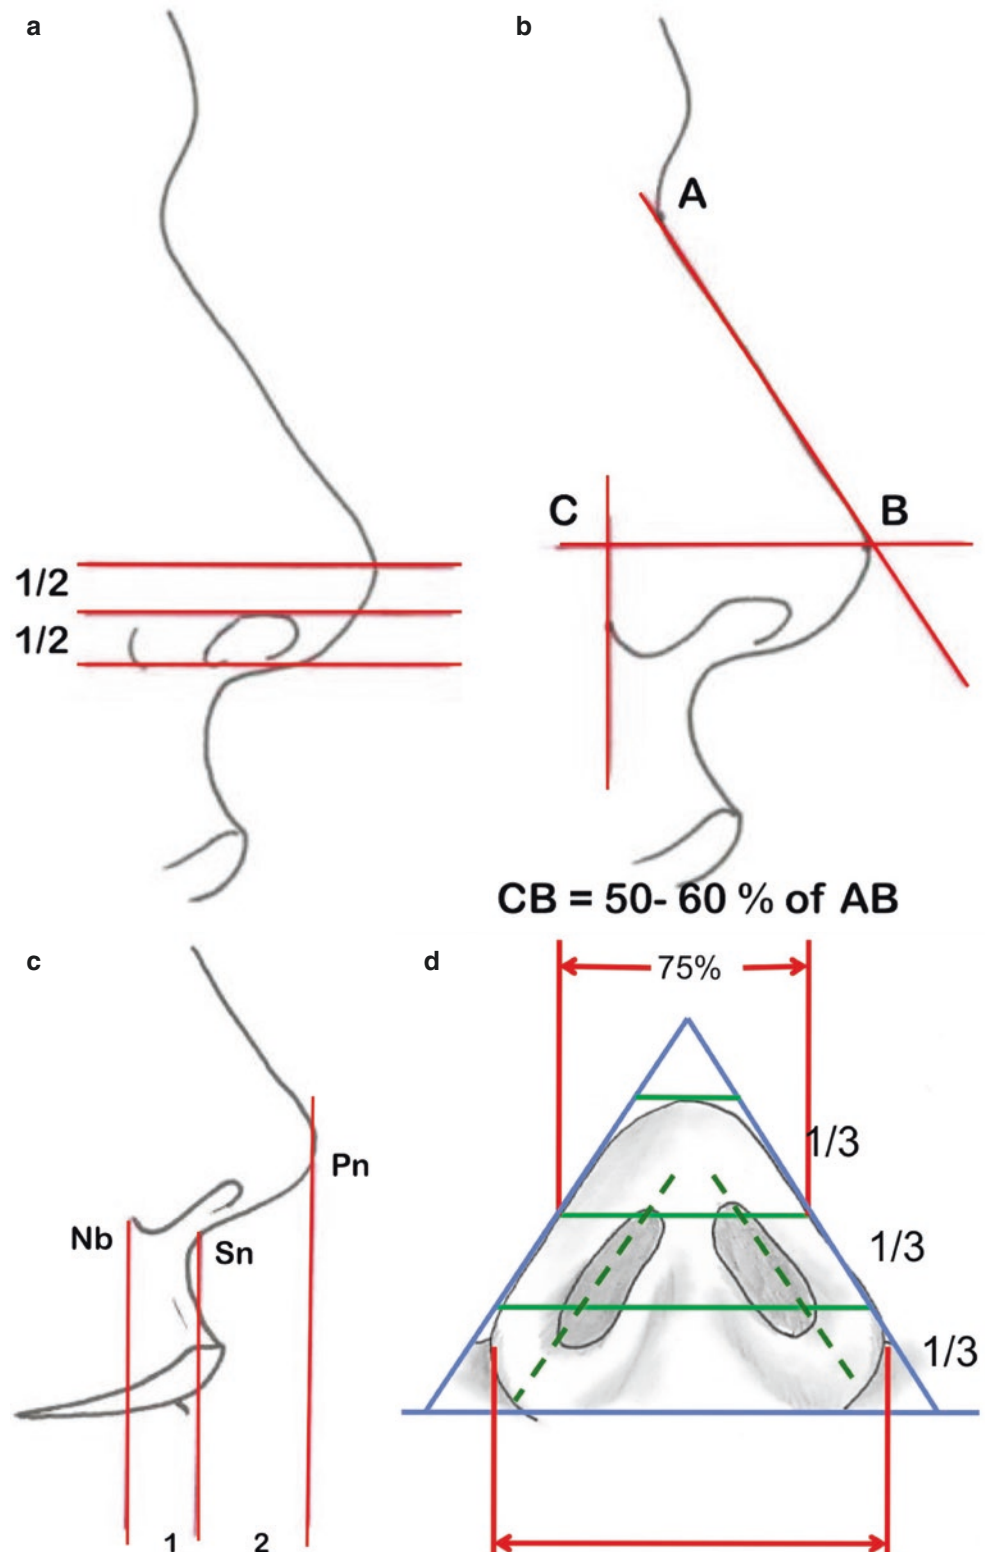 a
b
A
C
B
1/2
1/2
CB = 50- 60 % of AB
c
d
75%
1/3
Pn
Nb
Sn
1/3
1/3
1
2